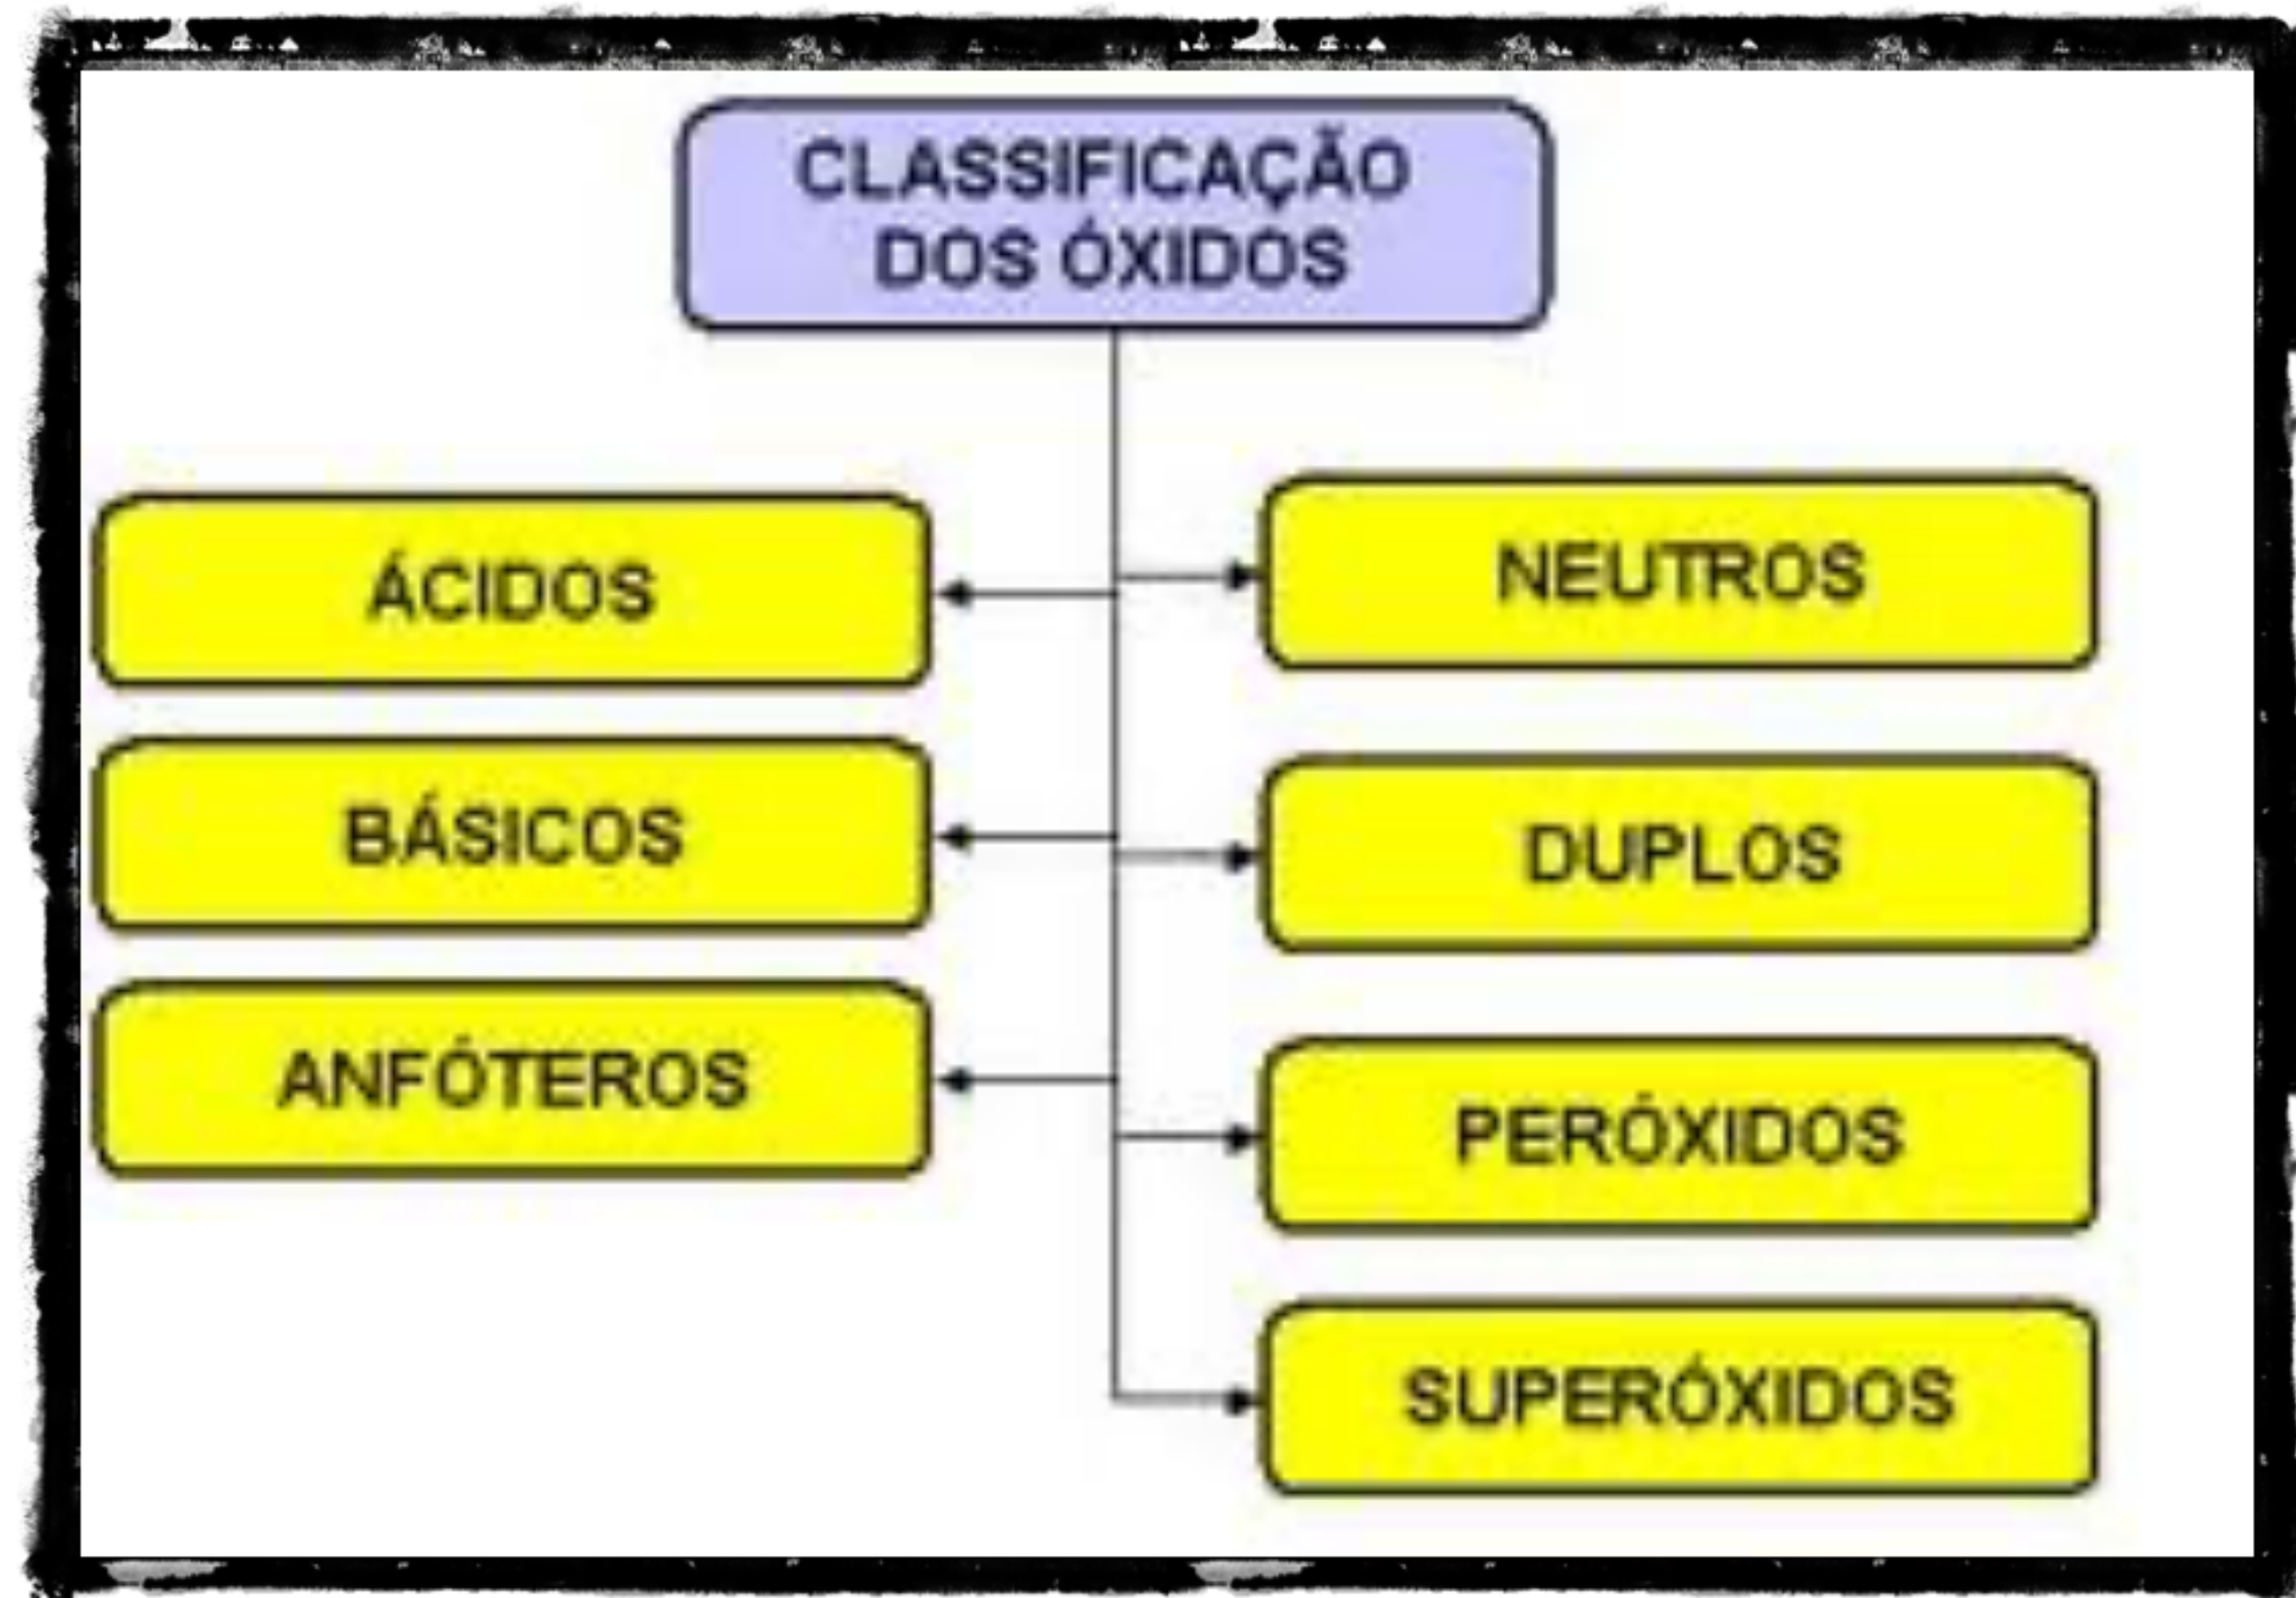 CLASSIFICAÇÃO
DOS ÓXIDOS
ÁCIDOS
BÁSICOS
ANFÓTEROS
NEUTROS
DUPLOS
PERÓXIDOS
SUPERÓXIDOS